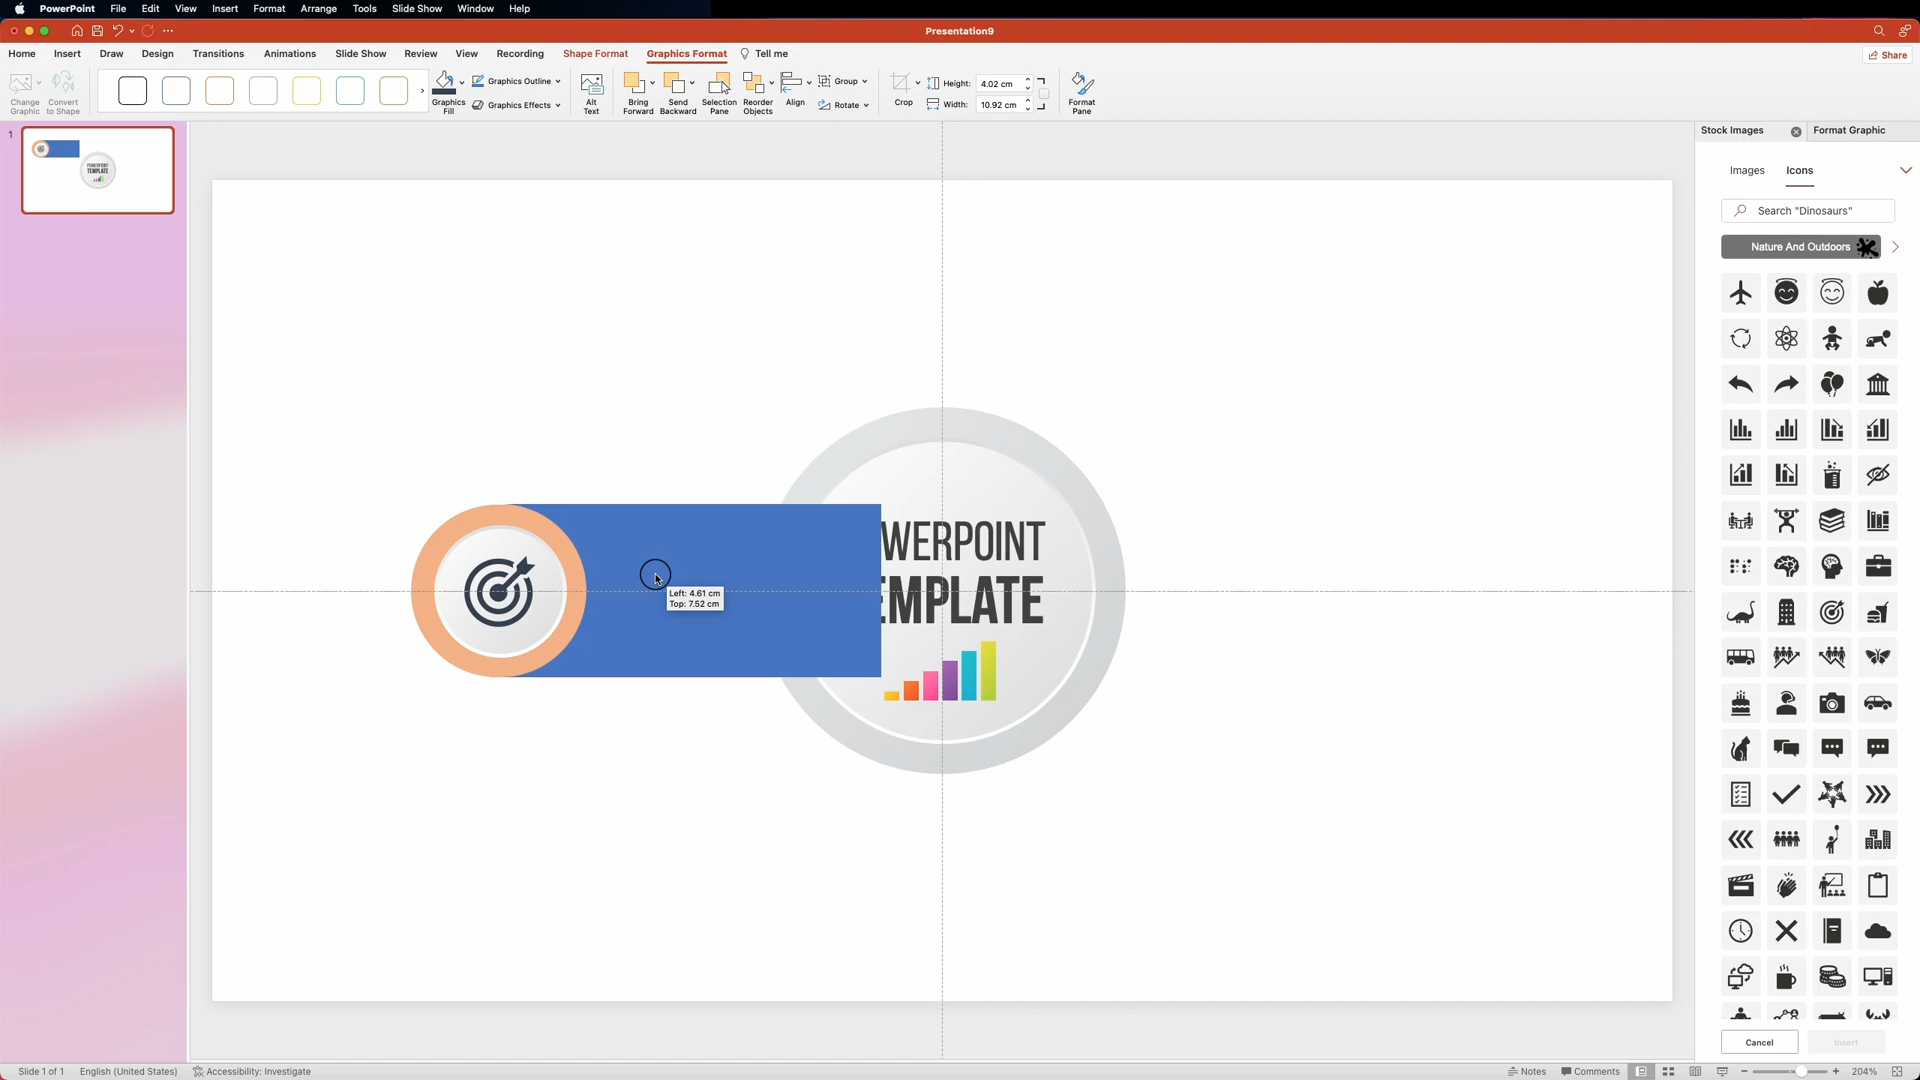 PowerPoint File Edit View Insert Format Arrange Tools Slide Show Window Help
Presentation9
Home Insert Draw Design Transitions Animations Slide Show Review View Recording Shape Format Graphics Format Tell me Share
Change Graphic
Convert to Shape
Graphics Fill
Graphics Outline
Graphics Effects
Alt Text
Bring Forward
Send Backward
Selection Pane
Reorder Objects
Align
Group
Rotate
Crop
Height: 4.02 cm
Width: 10.92 cm
Format Pane
1
POWERPOINT
TEMPLATE
WERPOINT
EMPLATE
Left: 4.61 cm
Top: 7.52 cm
Stock Images Format Graphic
Images Icons
Search "Dinosaurs"
Nature And Outdoors
Cancel Insert
Slide 1 of 1 English (United States) Accessibility: Investigate Notes Comments 204%